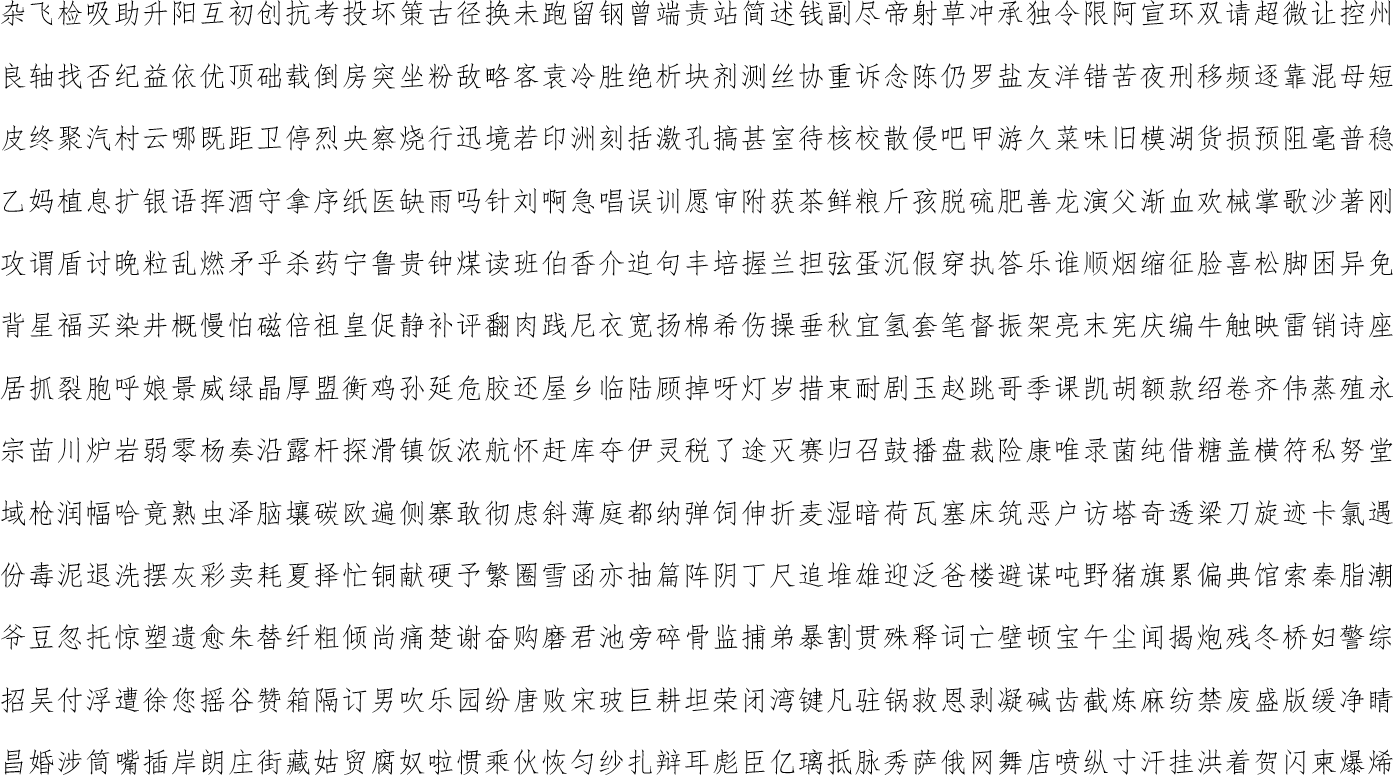 杂飞检吸助升阳互初创抗考投坏策古径换未跑留钢曾端责站简述钱副尽帝射草冲承独令限阿宣环双请超微让控州
良轴找否纪益依优顶础载倒房突坐粉敌略客袁冷胜绝析块剂测丝协重诉念陈仍罗盐友洋错苦夜刑移频逐靠混母短
皮终聚汽村云哪既距卫停烈央察烧行迅境若印洲刻括激孔搞甚室待核校散侵吧甲游久菜味旧模湖货损预阻毫普稳
乙妈植息扩银语挥酒守拿序纸医缺雨吗针刘啊急唱误训愿审附获茶鲜粮斤孩脱硫肥善龙演父渐血欢械掌歌沙著刚
攻谓盾讨晚粒乱燃矛乎杀药宁鲁贵钟煤读班伯香介迫句丰培握兰担弦蛋沉假穿执答乐谁顺烟缩征脸喜松脚困异免
背星福买染井概慢怕磁倍祖皇促静补评翻肉践尼衣宽扬棉希伤操垂秋宜氢套笔督振架亮末宪庆编牛触映雷销诗座
居抓裂胞呼娘景威绿晶厚盟衡鸡孙延危胶还屋乡临陆顾掉呀灯岁措束耐剧玉赵跳哥季课凯胡额款绍卷齐伟蒸殖永
宗苗川炉岩弱零杨奏沿露杆探滑镇饭浓航怀赶库夺伊灵税了途灭赛归召鼓播盘裁险康唯录菌纯借糖盖横符私努堂
域枪润幅哈竟熟虫泽脑壤碳欧遍侧寨敢彻虑斜薄庭都纳弹饲伸折麦湿暗荷瓦塞床筑恶户访塔奇透梁刀旋迹卡氯遇
份毒泥退洗摆灰彩卖耗夏择忙铜献硬予繁圈雪函亦抽篇阵阴丁尺追堆雄迎泛爸楼避谋吨野猪旗累偏典馆索秦脂潮
爷豆忽托惊塑遗愈朱替纤粗倾尚痛楚谢奋购磨君池旁碎骨监捕弟暴割贯殊释词亡壁顿宝午尘闻揭炮残冬桥妇警综
招吴付浮遭徐您摇谷赞箱隔订男吹乐园纷唐败宋玻巨耕坦荣闭湾键凡驻锅救恩剥凝碱齿截炼麻纺禁废盛版缓净睛
昌婚涉筒嘴插岸朗庄街藏姑贸腐奴啦惯乘伙恢匀纱扎辩耳彪臣亿璃抵脉秀萨俄网舞店喷纵寸汗挂洪着贺闪柬爆烯